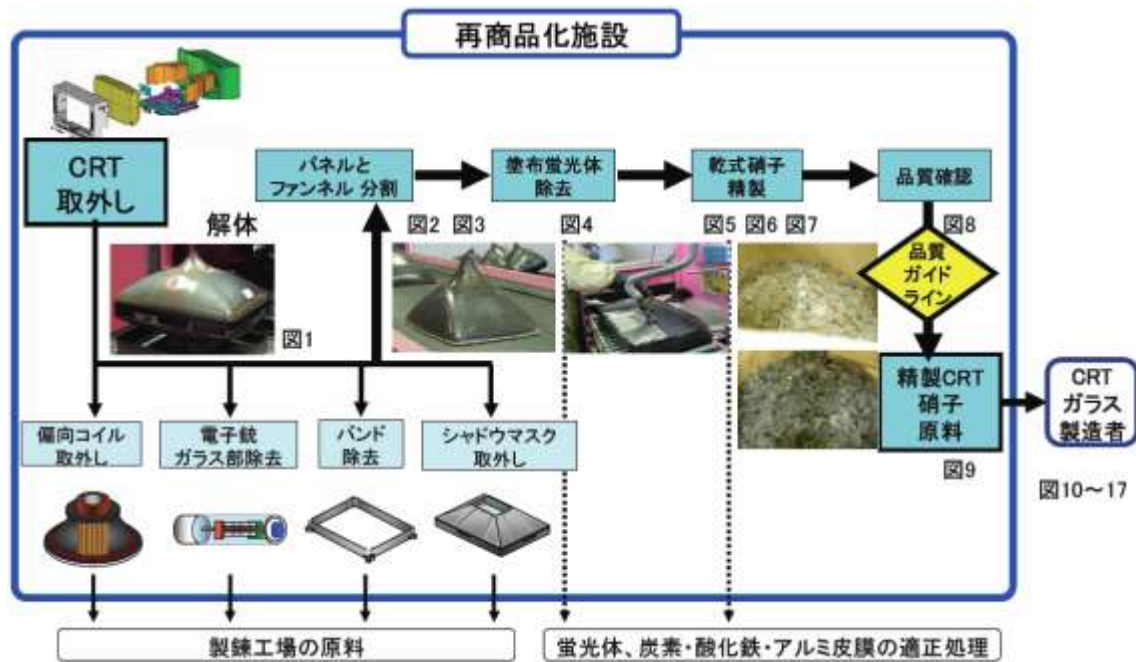 再商品化施設
CRT
取外し
解体
パネルと
ファンネル 分割
塗布蛍光体
除去
乾式硝子
精製
品質確認
図1
図2 図3
図4
図5 図6 図7
図8
品質
ガイド
ライン
偏向コイル
取外し
電子銃
ガラス部除去
バンド
除去
シャドウマスク
取外し
精製CRT
硝子
原料
図9
CRT
ガラス
製造者
図10～17
製錬工場の原料
蛍光体、炭素・酸化鉄・アルミ皮膜の適正処理